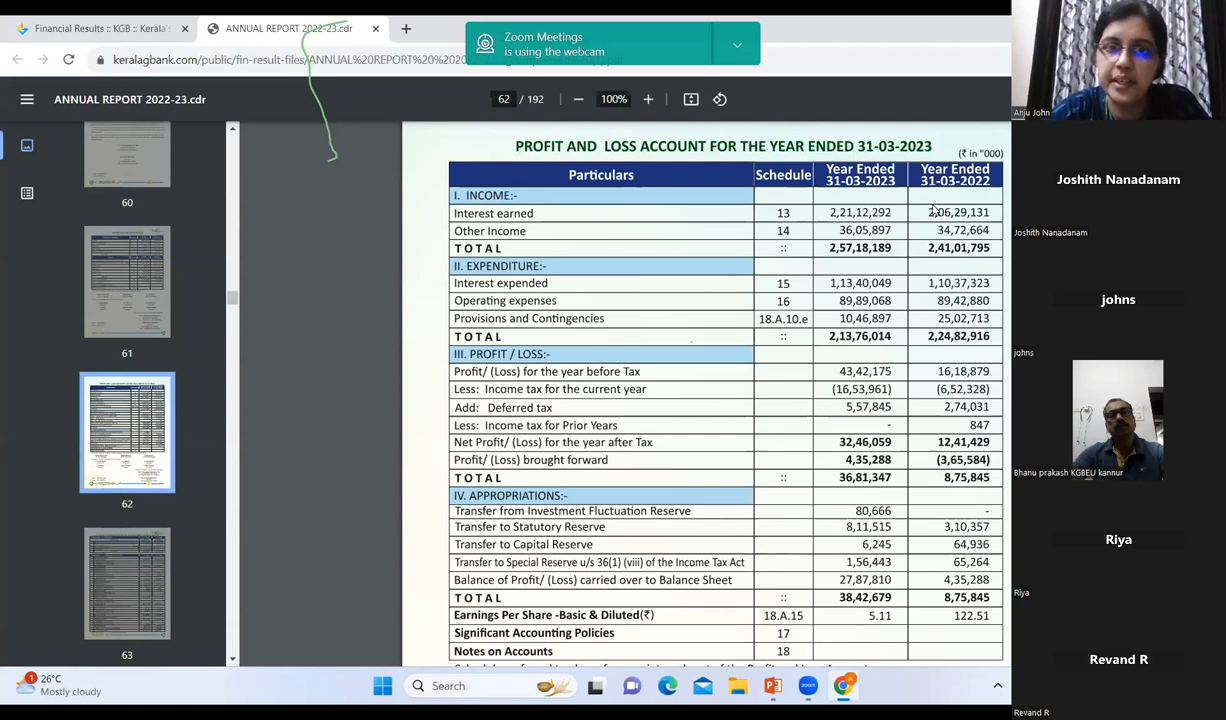 Financial Results :: KGB :: Kerala's
ANNUAL REPORT 2022-23.cdr
Zoom Meetings
is using the webcam
keralagbank.com/public/fin-result-files/ANNUAL%20REPORT%20%20
ANNUAL REPORT 2022-23.cdr
62 / 192
100%
60
61
62
63
PROFIT AND LOSS ACCOUNT FOR THE YEAR ENDED 31-03-2023
(₹ in "000)
Particulars Schedule Year Ended 31-03-2023 Year Ended 31-03-2022
I. INCOME:-
Interest earned 13 2,21,12,292 2,06,29,131
Other Income 14 36,05,897 34,72,664
TOTAL :: 2,57,18,189 2,41,01,795
II. EXPENDITURE:-
Interest expended 15 1,13,40,049 1,10,37,323
Operating expenses 16 89,89,068 89,42,880
Provisions and Contingencies 18.A.10.e 10,46,897 25,02,713
TOTAL :: 2,13,76,014 2,24,82,916
III. PROFIT / LOSS:-
Profit/ (Loss) for the year before Tax 43,42,175 16,18,879
Less: Income tax for the current year (16,53,961) (6,52,328)
Add: Deferred tax 5,57,845 2,74,031
Less: Income tax for Prior Years - 847
Net Profit/ (Loss) for the year after Tax 32,46,059 12,41,429
Profit/ (Loss) brought forward 4,35,288 (3,65,584)
TOTAL :: 36,81,347 8,75,845
IV. APPROPRIATIONS:-
Transfer from Investment Fluctuation Reserve 80,666 -
Transfer to Statutory Reserve 8,11,515 3,10,357
Transfer to Capital Reserve 6,245 64,936
Transfer to Special Reserve u/s 36(1) (viii) of the Income Tax Act 1,56,443 65,264
Balance of Profit/ (Loss) carried over to Balance Sheet 27,87,810 4,35,288
TOTAL :: 38,42,679 8,75,845
Earnings Per Share -Basic & Diluted(₹) 18.A.15 5.11 122.51
Significant Accounting Policies 17
Notes on Accounts 18
Anju John
Joshith Nanadanam
Joshith Nanadanam
johns
johns
Bhanu prakash KGBEU kannur
Riya
Riya
Revand R
Revand R
1
26°C
Mostly cloudy
Search